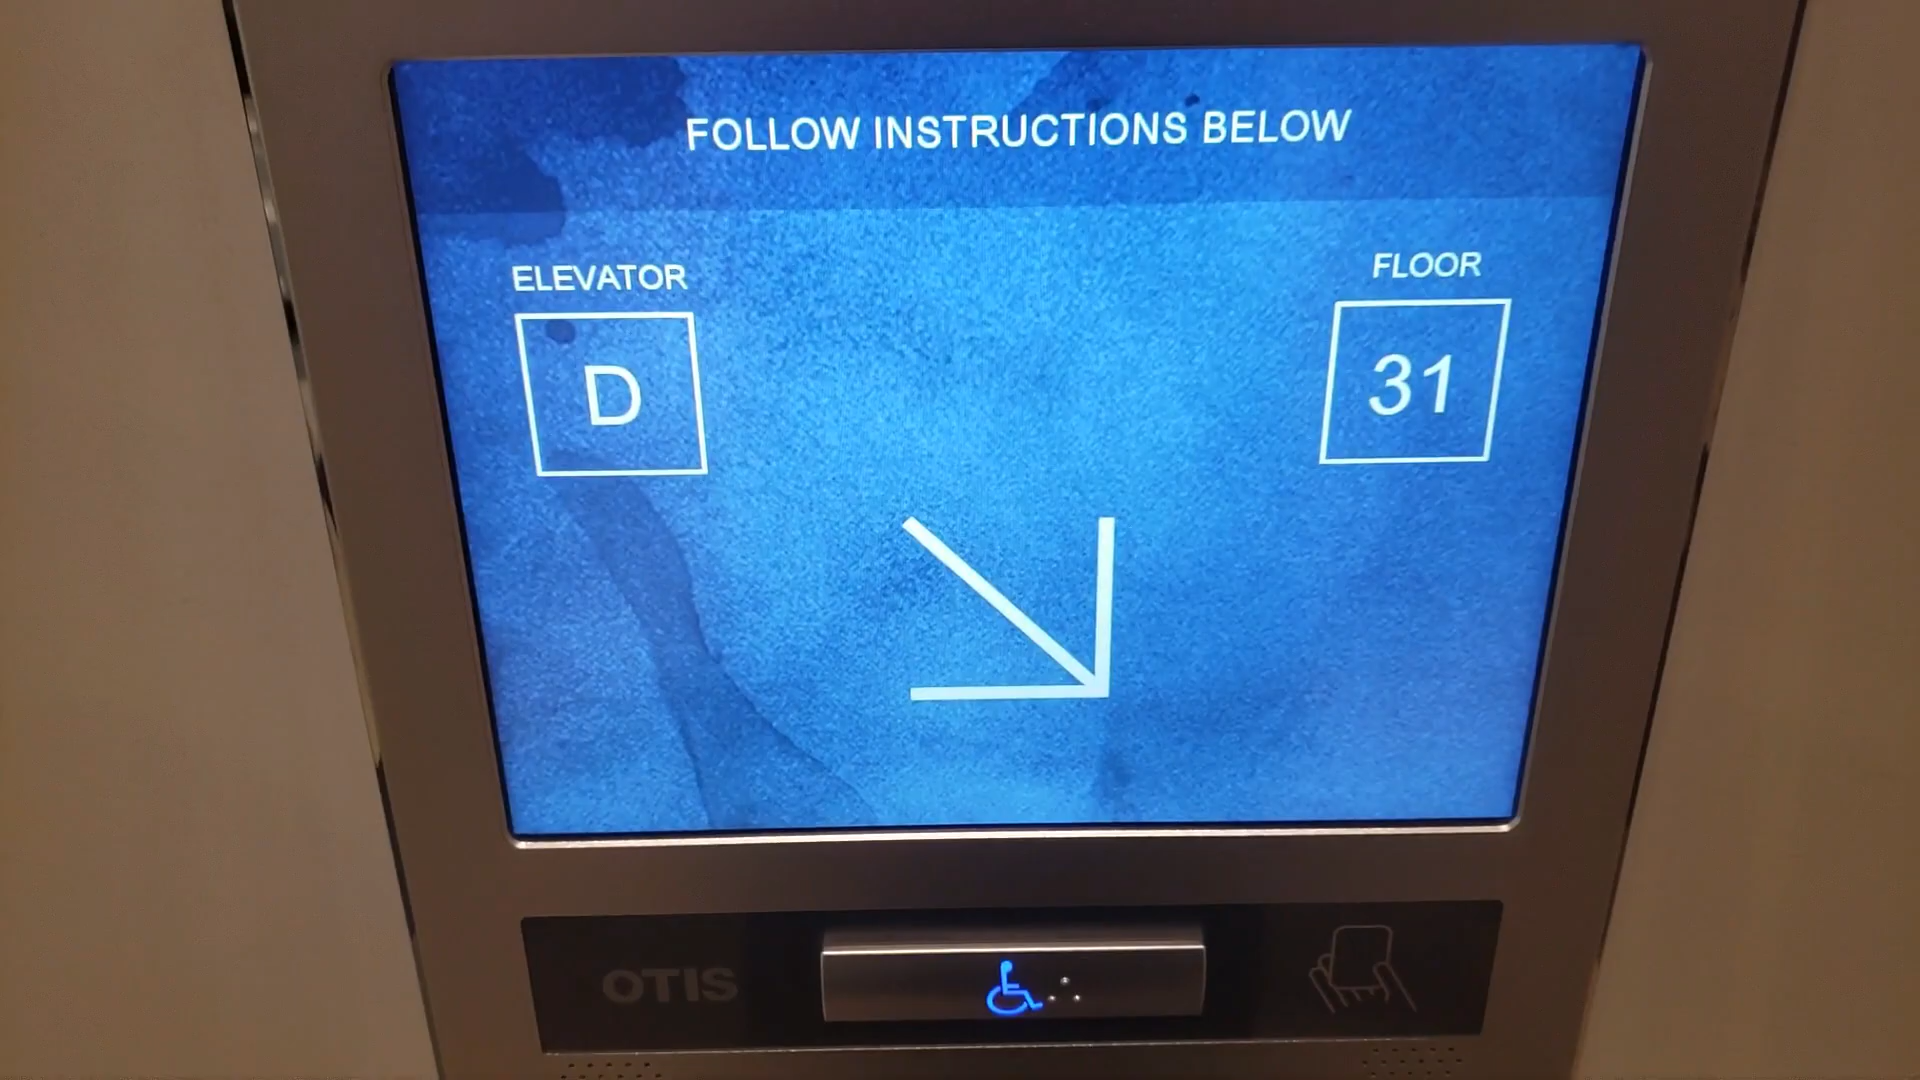 FOLLOW INSTRUCTIONS BELOW
ELEVATOR
FLOOR
D
31
OTIS